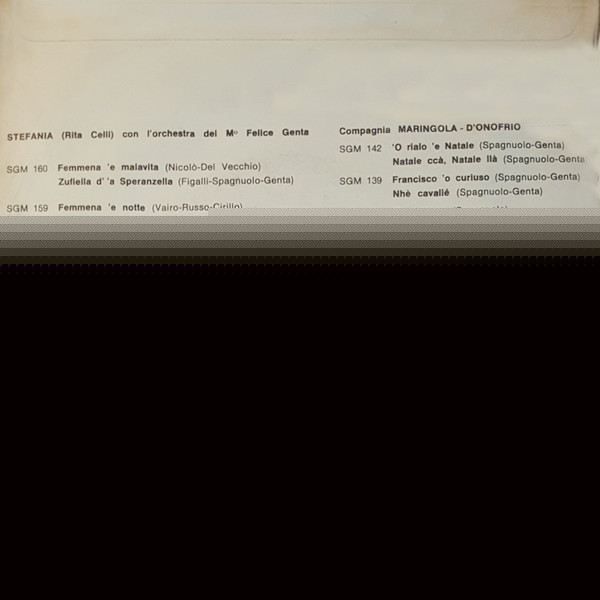 STEFANIA (Rita Celli) con l'orchestra del Mº Felice Genta
SGM 160 Femmena 'e malavita (Nicolò-Del Vecchio)
Zufiella d' 'a Speranzella (Figalli-Spagnuolo-Genta)
SGM 159 Femmena 'e notte (Vairo-Russo-Cirillo)
Compagnia MARINGOLA - D'ONOFRIO
SGM 142 'O rialo 'e Natale (Spagnuolo-Genta)
Natale ccà, Natale llà (Spagnuolo-Genta
SGM 139 Francisco 'o curiuso (Spagnuolo-Genta)
Nhè cavallé (Spagnuolo-Genta)